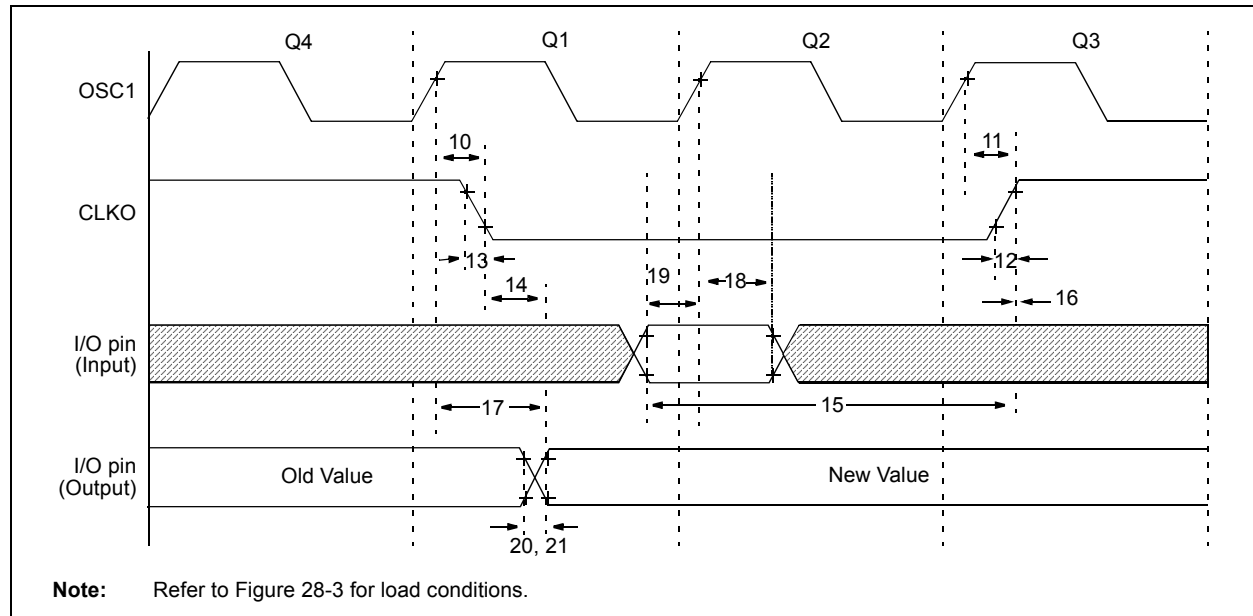 Q4 Q1 Q2 Q3
OSC1
10 11
CLKO
13 12
14 19 18 16
I/O pin
(Input)
17 15
I/O pin
(Output)
Old Value New Value
20, 21
Note: Refer to Figure 28-3 for load conditions.